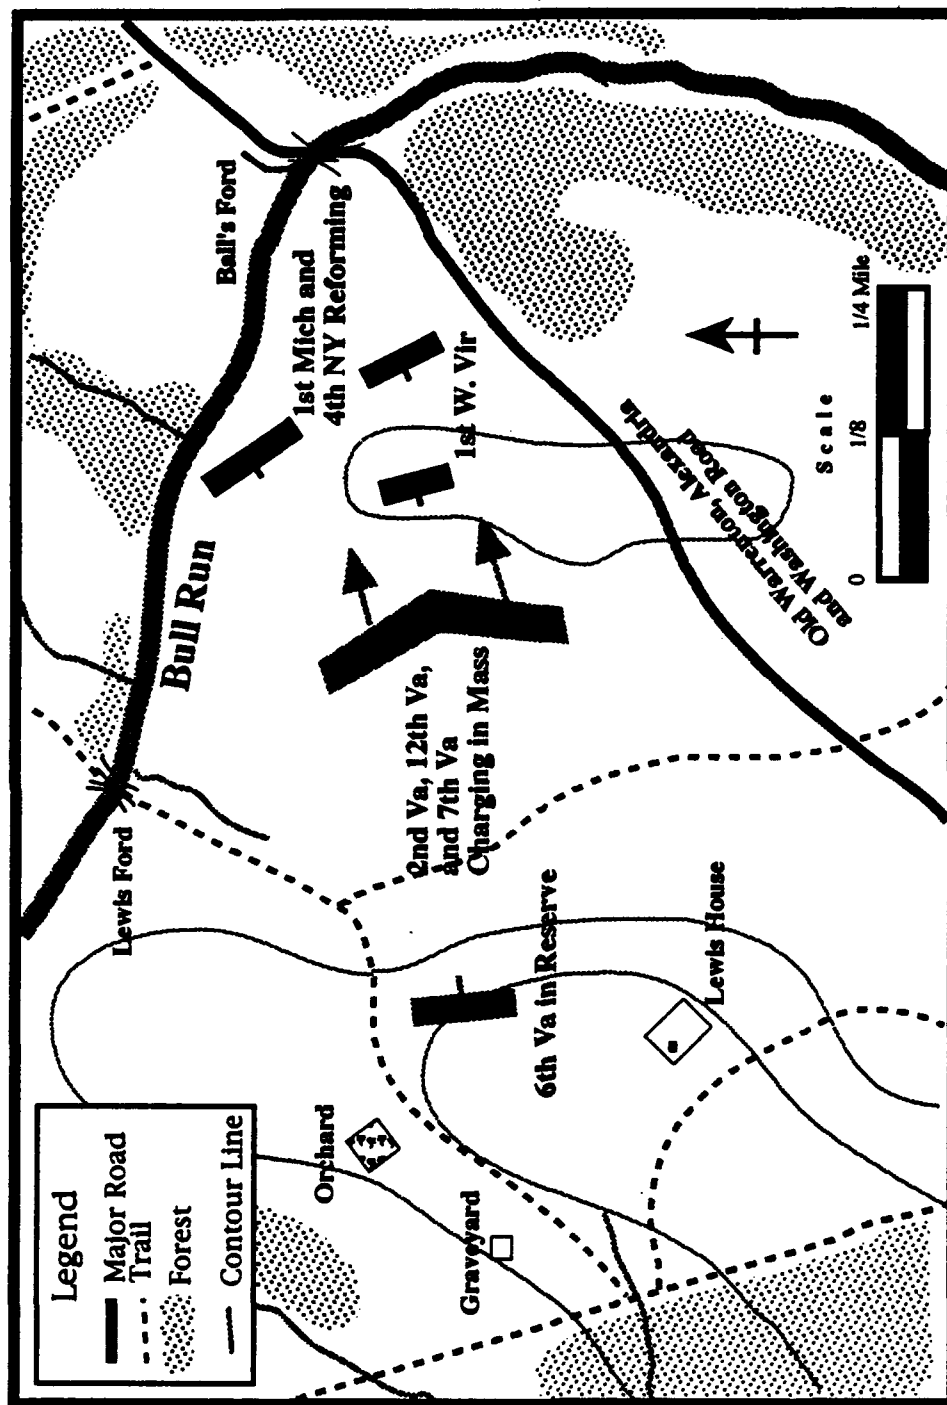 Legend
Major Road
Trail
Forest
Contour Line
Lewis Ford
Bull Run
Ball's Ford
1st Mich and
4th NY Reforming
1st W. Vir
2nd Va, 12th Va,
and 7th Va
Charging in Mass
6th Va in Reserve
Orchard
Graveyard
Lewis House
Old Warrenton, Alexandria
and Washington Road
Scale
0 1/8 1/4 Mile